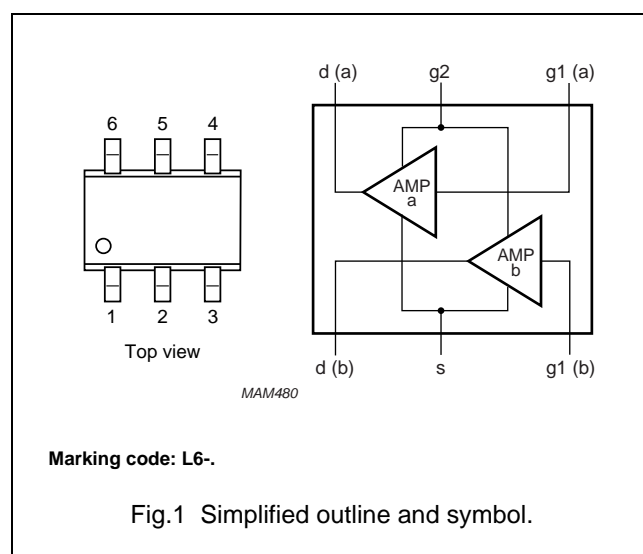 d (a) g2 g1 (a)
6 5 4
AMP
a
AMP
b
1 2 3
Top view
d (b) s g1 (b)
MAM480
Marking code: L6-.
Fig.1 Simplified outline and symbol.